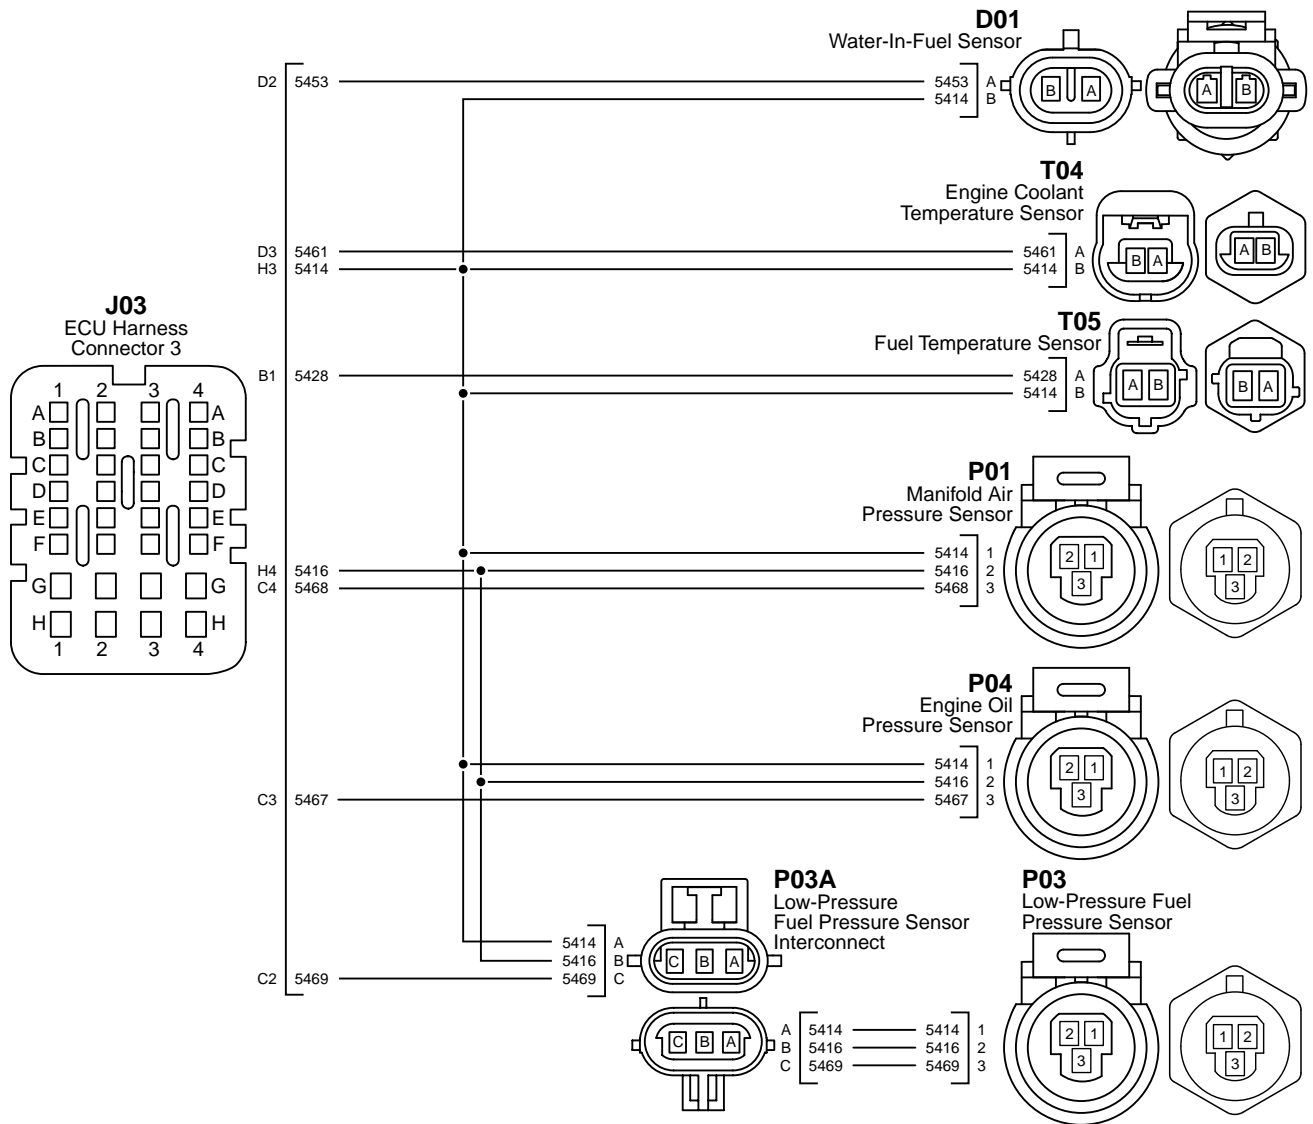 D01
Water-In-Fuel Sensor
D2 5453 5453 A
5414 B
B A
A B
T04
Engine Coolant
Temperature Sensor
D3 5461 5461 A
H3 5414 5414 B
B A
A B
J03
ECU Harness
Connector 3
T05
Fuel Temperature Sensor
B1 5428 5428 A
5414 B
A B
B A
1 2 3 4
A A
B B
C C
D D
E E
F F
G G
H H
1 2 3 4
P01
Manifold Air
Pressure Sensor
5414 1
H4 5416 5416 2
C4 5468 5468 3
2 1
3
1 2
3
P04
Engine Oil
Pressure Sensor
5414 1
5416 2
C3 5467 5467 3
2 1
3
1 2
3
P03A
Low-Pressure
Fuel Pressure Sensor
Interconnect
5414 A
5416 B
C2 5469 5469 C
C B A
C B A
P03
Low-Pressure Fuel
Pressure Sensor
A 5414 5414 1
B 5416 5416 2
C 5469 5469 3
2 1
3
1 2
3